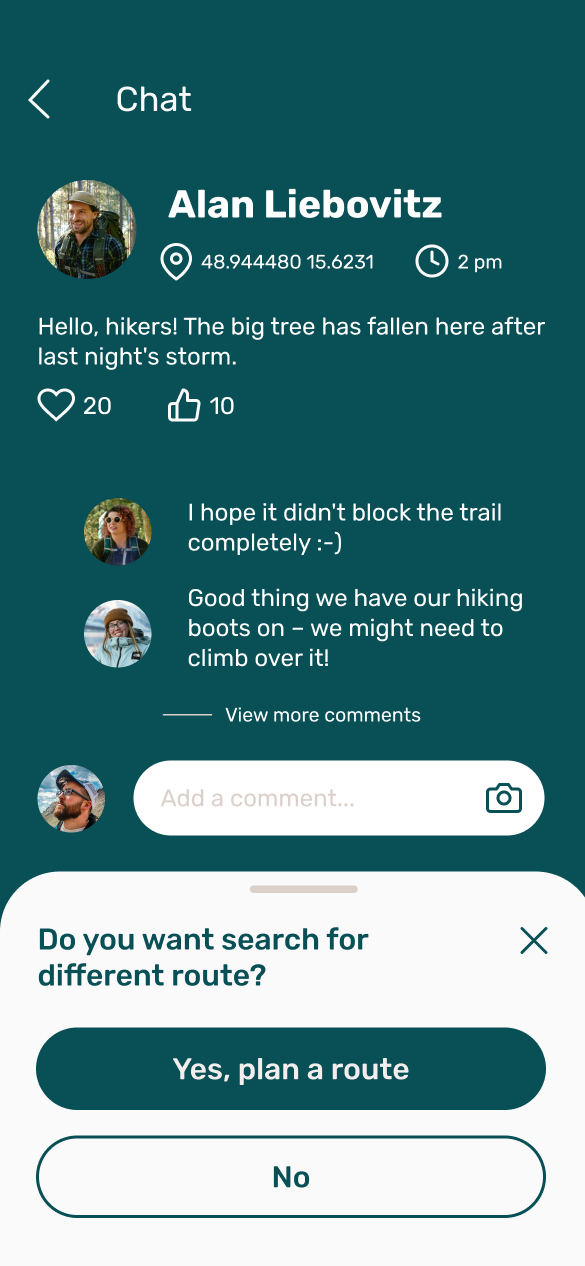 Chat
Alan Liebovitz
48.944480 15.6231 2 pm
Hello, hikers! The big tree has fallen here after
last night's storm.
20 10
I hope it didn't block the trail
completely :-)
Good thing we have our hiking
boots on – we might need to
climb over it!
View more comments
Add a comment...
Do you want search for
different route?
Yes, plan a route
No